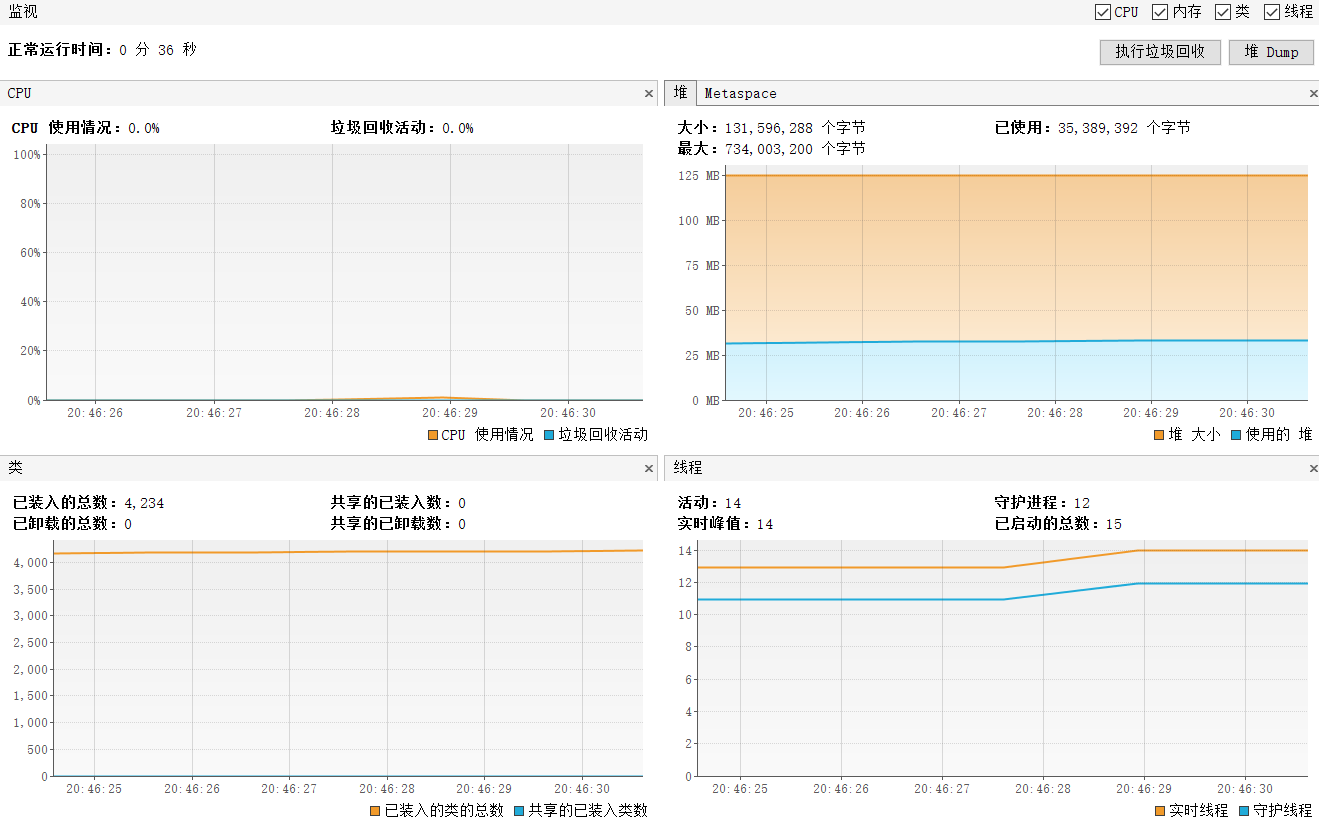 监视
CPU 内存 类 线程
正常运行时间: 0 分 36 秒
执行垃圾回收 堆 Dump
CPU
CPU 使用情况: 0.0% 垃圾回收活动: 0.0%
100%
80%
60%
40%
20%
0%
20:46:26 20:46:27 20:46:28 20:46:29 20:46:30
CPU 使用情况 垃圾回收活动
堆 Metaspace
大小: 131,596,288 个字节 已使用: 35,389,392 个字节
最大: 734,003,200 个字节
125 MB
100 MB
75 MB
50 MB
25 MB
0 MB
20:46:25 20:46:26 20:46:27 20:46:28 20:46:29 20:46:30
堆 大小 使用的 堆
类
已装入的总数: 4,234 共享的已装入数: 0
已卸载的总数: 0 共享的已卸载数: 0
4,000
3,500
3,000
2,500
2,000
1,500
1,000
500
0
20:46:25 20:46:26 20:46:27 20:46:28 20:46:29 20:46:30
已装入的类的总数 共享的已装入类数
线程
活动: 14 守护进程: 12
实时峰值: 14 已启动的总数: 15
14
12
10
8
6
4
2
0
20:46:25 20:46:26 20:46:27 20:46:28 20:46:29 20:46:30
实时线程 守护线程